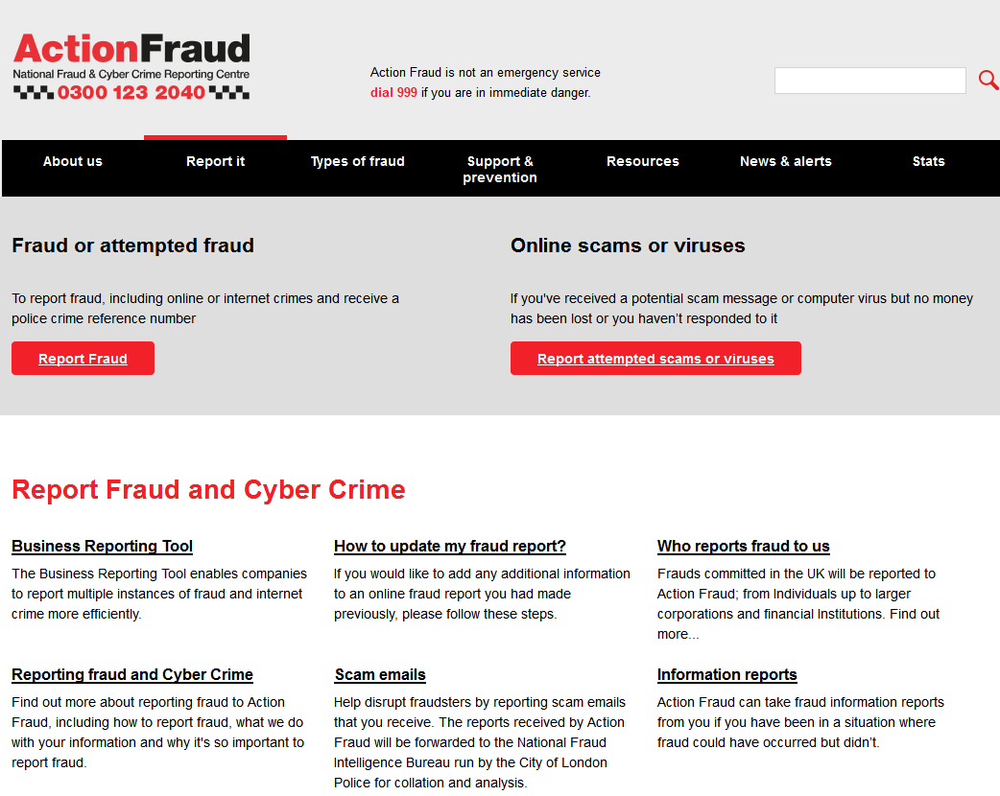 ActionFraud
National Fraud & Cyber Crime Reporting Centre
0300 123 2040
Action Fraud is not an emergency service
dial 999 if you are in immediate danger.
About us
Report it
Types of fraud
Support &
prevention
Resources
News & alerts
Stats
Fraud or attempted fraud
To report fraud, including online or internet crimes and receive a
police crime reference number
Report Fraud
Online scams or viruses
If you've received a potential scam message or computer virus but no money
has been lost or you haven’t responded to it
Report attempted scams or viruses
Report Fraud and Cyber Crime
Business Reporting Tool
The Business Reporting Tool enables companies
to report multiple instances of fraud and internet
crime more efficiently.
How to update my fraud report?
If you would like to add any additional information
to an online fraud report you had made
previously, please follow these steps.
Who reports fraud to us
Frauds committed in the UK will be reported to
Action Fraud; from Individuals up to larger
corporations and financial Institutions. Find out
more...
Reporting fraud and Cyber Crime
Find out more about reporting fraud to Action
Fraud, including how to report fraud, what we do
with your information and why it's so important to
report fraud.
Scam emails
Help disrupt fraudsters by reporting scam emails
that you receive. The reports received by Action
Fraud will be forwarded to the National Fraud
Intelligence Bureau run by the City of London
Police for collation and analysis.
Information reports
Action Fraud can take fraud information reports
from you if you have been in a situation where
fraud could have occurred but didn’t.